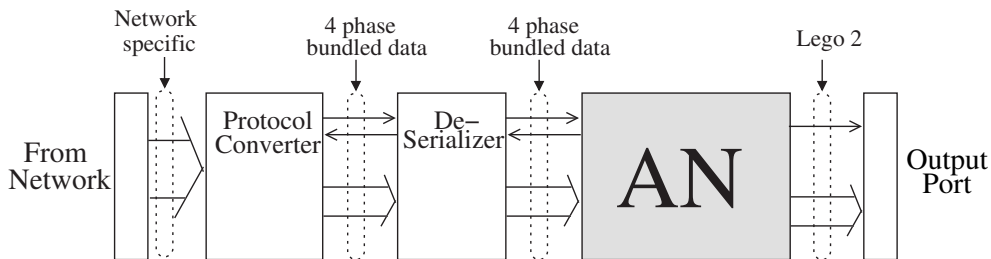 Network
specific
4 phase
bundled data
4 phase
bundled data
Lego 2
From
Network
Protocol
Converter
De-
Serializer
AN
Output
Port